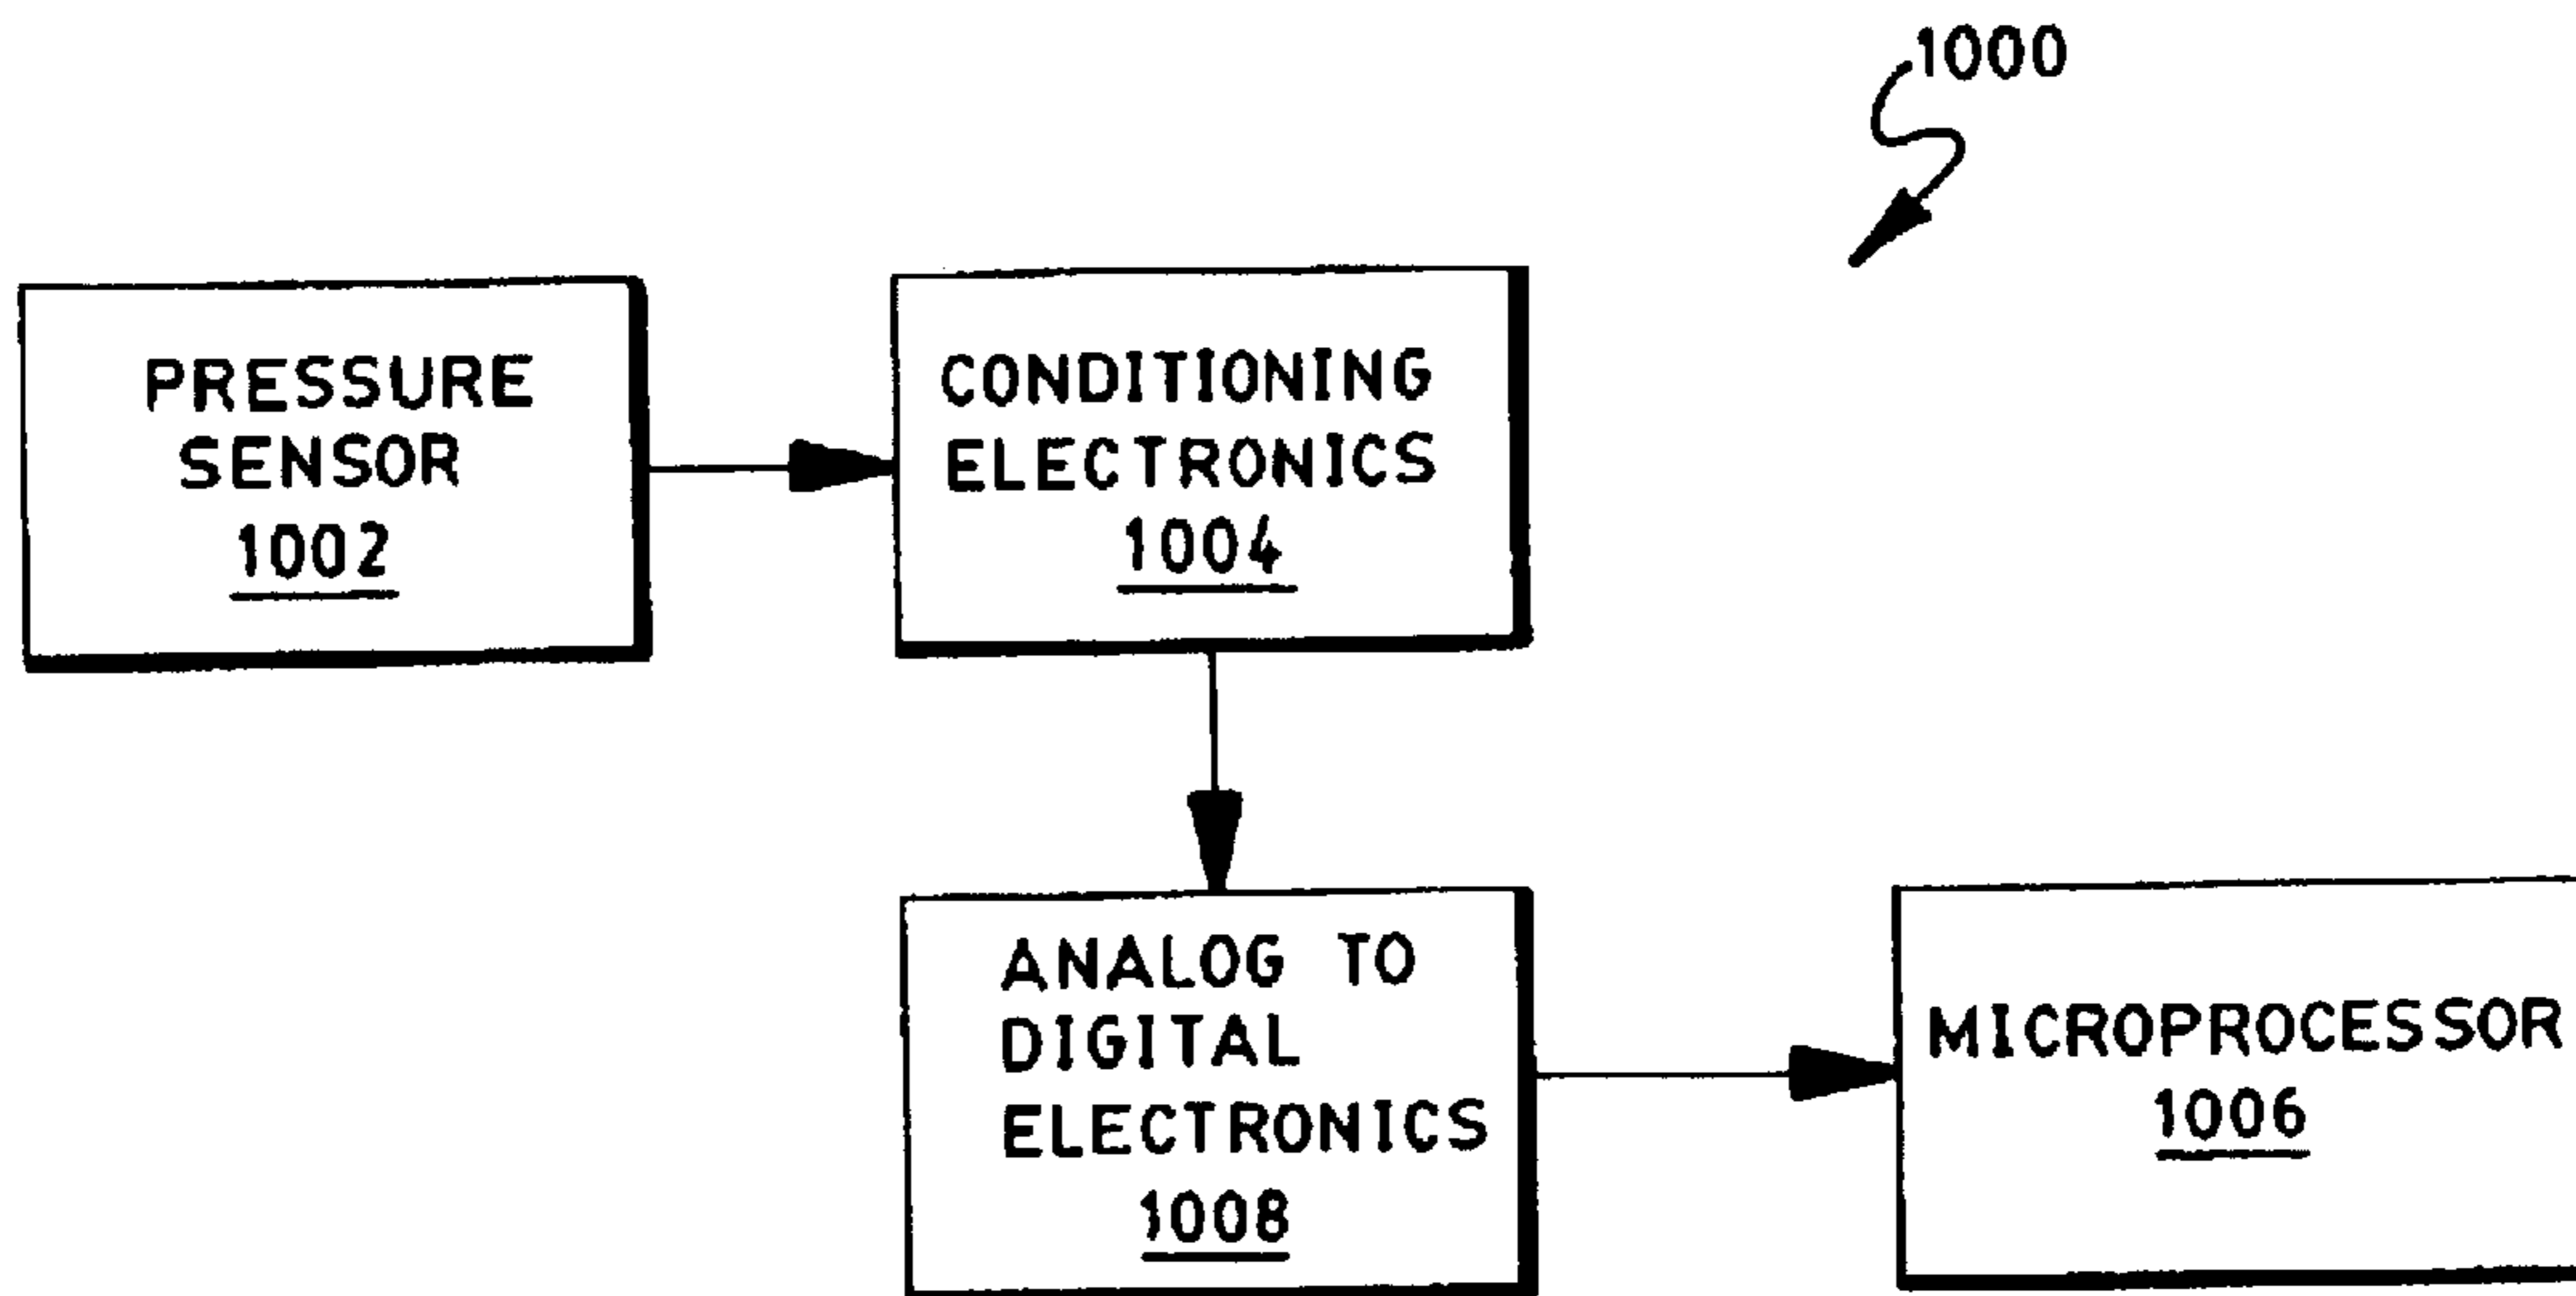 1000
PRESSURE
SENSOR
1002
CONDITIONING
ELECTRONICS
1004
ANALOG TO
DIGITAL
ELECTRONICS
1008
MICROPROCESSOR
1006